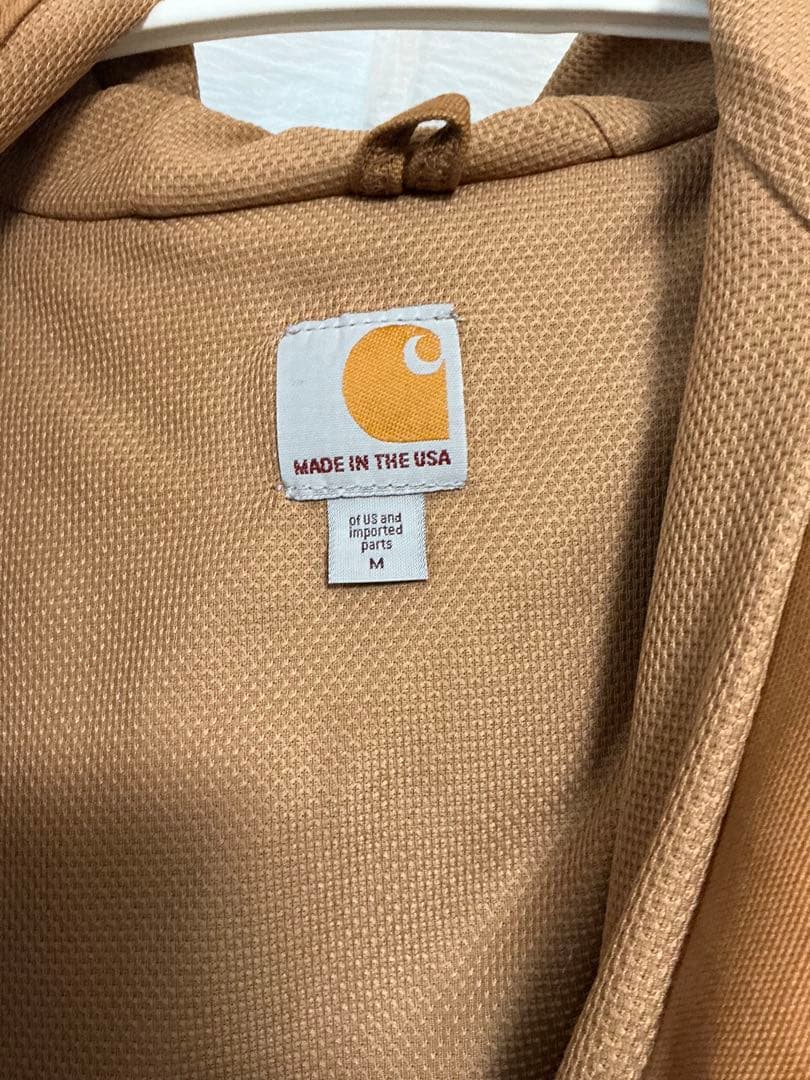 MADE IN THE USA
of US and
imported
parts
M